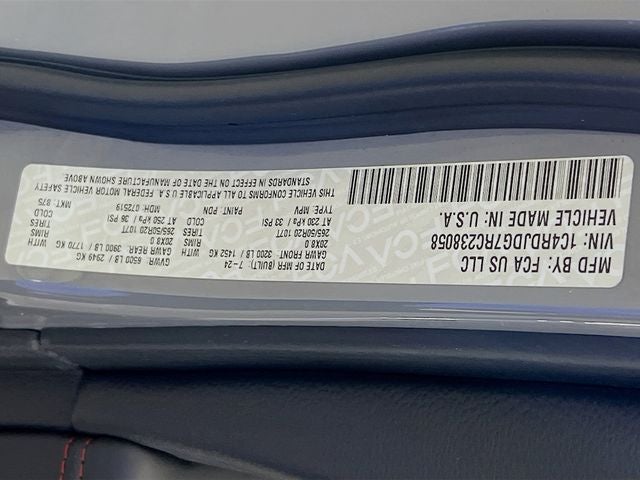 MFD BY: FCA US LLC
VIN: 1C4RDJDG7RC238058
VEHICLE MADE IN: U.S.A.
DATE OF MFR (BUILT): 7-24
GVWR: 6500 LB / 2949 KG
GAWR FRONT 3200 LB / 1452 KG
GAWR REAR 3900 LB / 1770 KG
20X8.0 RIMS 20X8.0
265/50R20 107T TIRES 265/50R20 107T
AT 230 kPa / 33 PSI COLD AT 250 kPa / 36 PSI
TYPE: MPV PAINT: PDN MDH: 072519 MKT: 975
THIS VEHICLE CONFORMS TO ALL APPLICABLE U.S.A. FEDERAL MOTOR VEHICLE SAFETY
STANDARDS IN EFFECT ON THE DATE OF MANUFACTURE SHOWN ABOVE